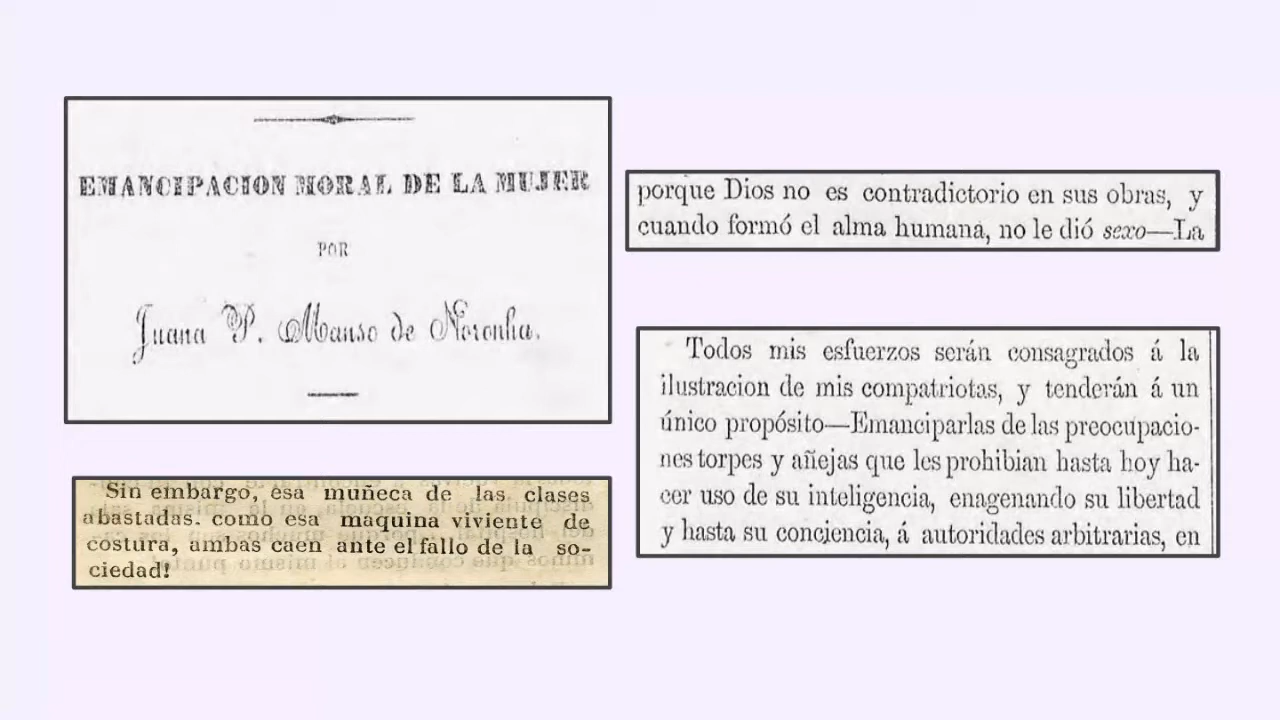 EMANCIPACION MORAL DE LA MUJER
POR
Juana P. Manso de Noronha.
Sin embargo, esa muñeca de las clases
abastadas. como esa maquina viviente de
costura, ambas caen ante el fallo de la so-
ciedad!
porque Dios no es contradictorio en sus obras, y
cuando formó el alma humana, no le dió sexo—La
Todos mis esfuerzos serán consagrados á la
ilustracion de mis compatriotas, y tenderán á un
único propósito—Emanciparlas de las preocupacio-
nes torpes y añejas que les prohibian hasta hoy ha-
cer uso de su inteligencia, enagenando su libertad
y hasta su conciencia, á autoridades arbitrarias, en